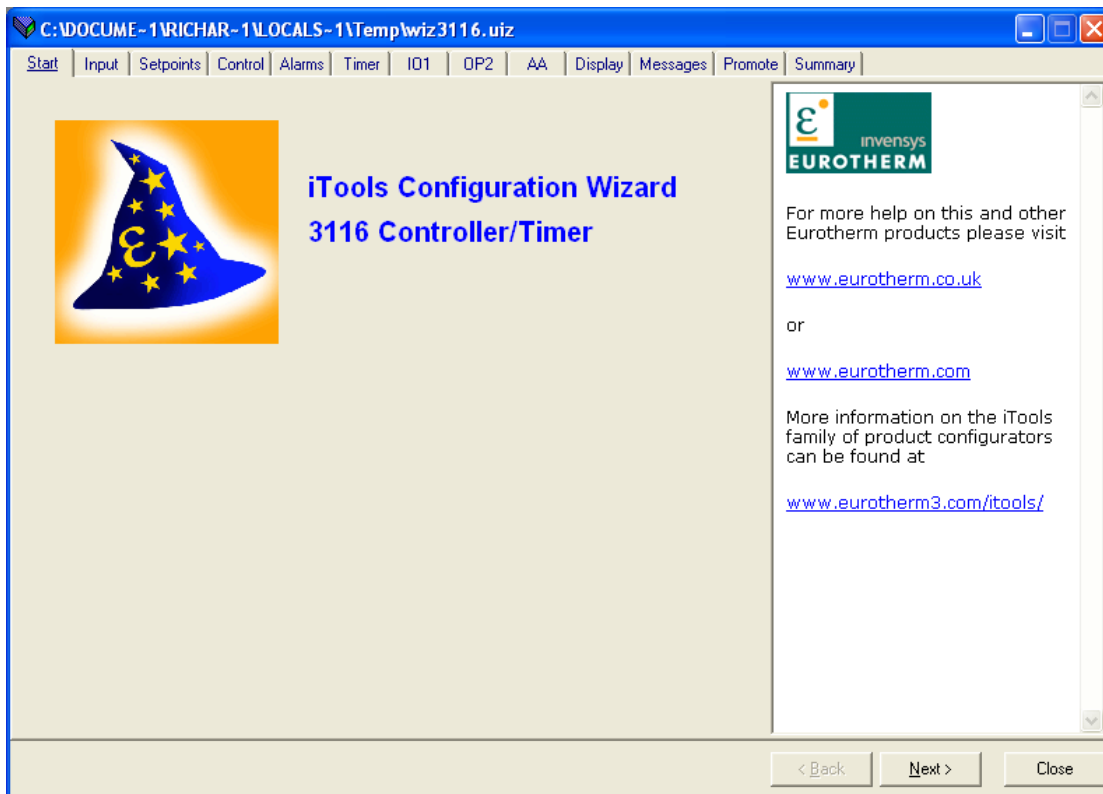 C:\DOCUME~1\RICHAR~1\LOCALS~1\Temp\wiz3116.uiz
Start Input Setpoints Control Alarms Timer IO1 OP2 AA Display Messages Promote Summary
iTools Configuration Wizard
3116 Controller/Timer
ε
ε
invensys
EUROTHERM
For more help on this and other
Eurotherm products please visit
www.eurotherm.co.uk
or
www.eurotherm.com
More information on the iTools
family of product configurators
can be found at
www.eurotherm3.com/itools/
< Back Next > Close